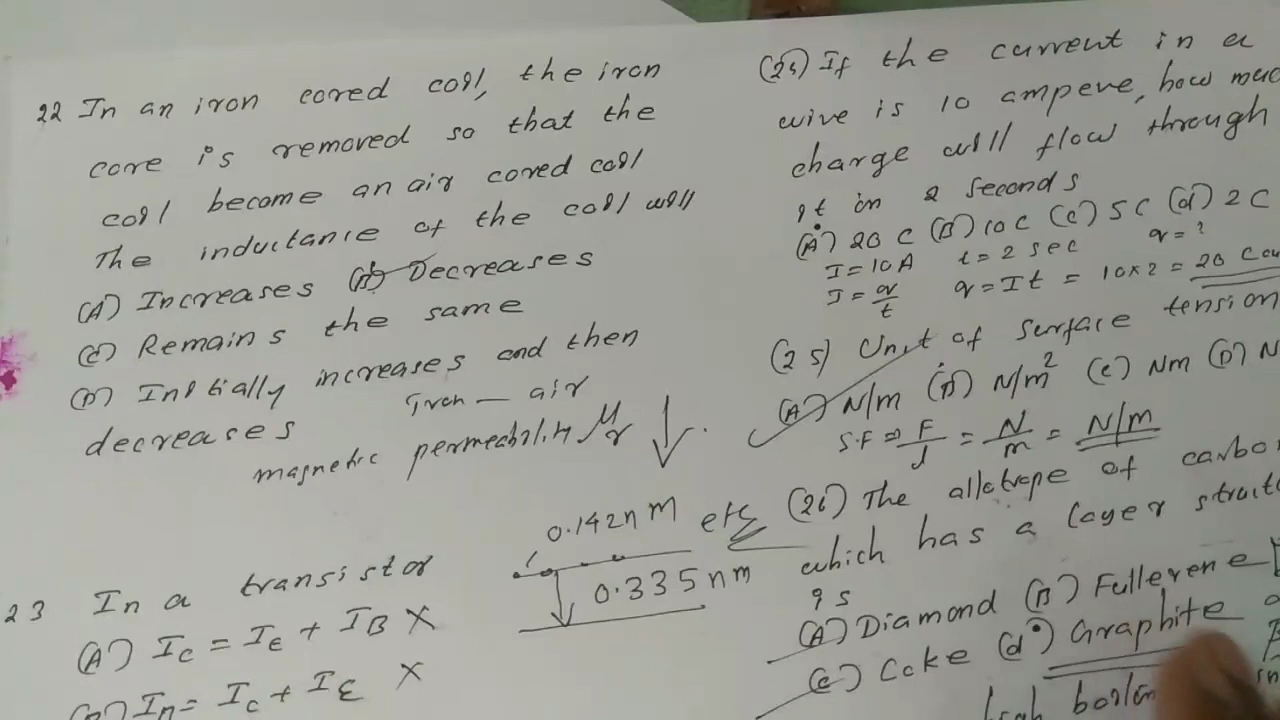 22 In an iron cored coil, the iron
core is removed so that the
coil become an air cored coil
The inductance of the coil will
(A) Increases (B) Decreases
(C) Remains the same
(D) Initially increases and then
decreases
Iron — air
magnetic permeability μr ↓.
23 In a transistor
(A) IC = IE + IB X
= IC + IE X
0.142nm
0.335nm
etc
If the current in a
wire is 10 ampere, how
charge will flow through
it in 2 seconds
(A) 20 C (B) 10 C (C) 5 C (d) 2 C
I = 10A t = 2 sec q = ?
I = q/t q = It = 10 x 2 = 20
(25) Unit of surface tension
(A) N/m (B) N/m² (C) Nm (D)
S.F => F/l = N/m = N/m
(26) The allotrope of
which has a layer
is
(A) Diamond (B) Fullerene
(C) Coke (d) Graphite